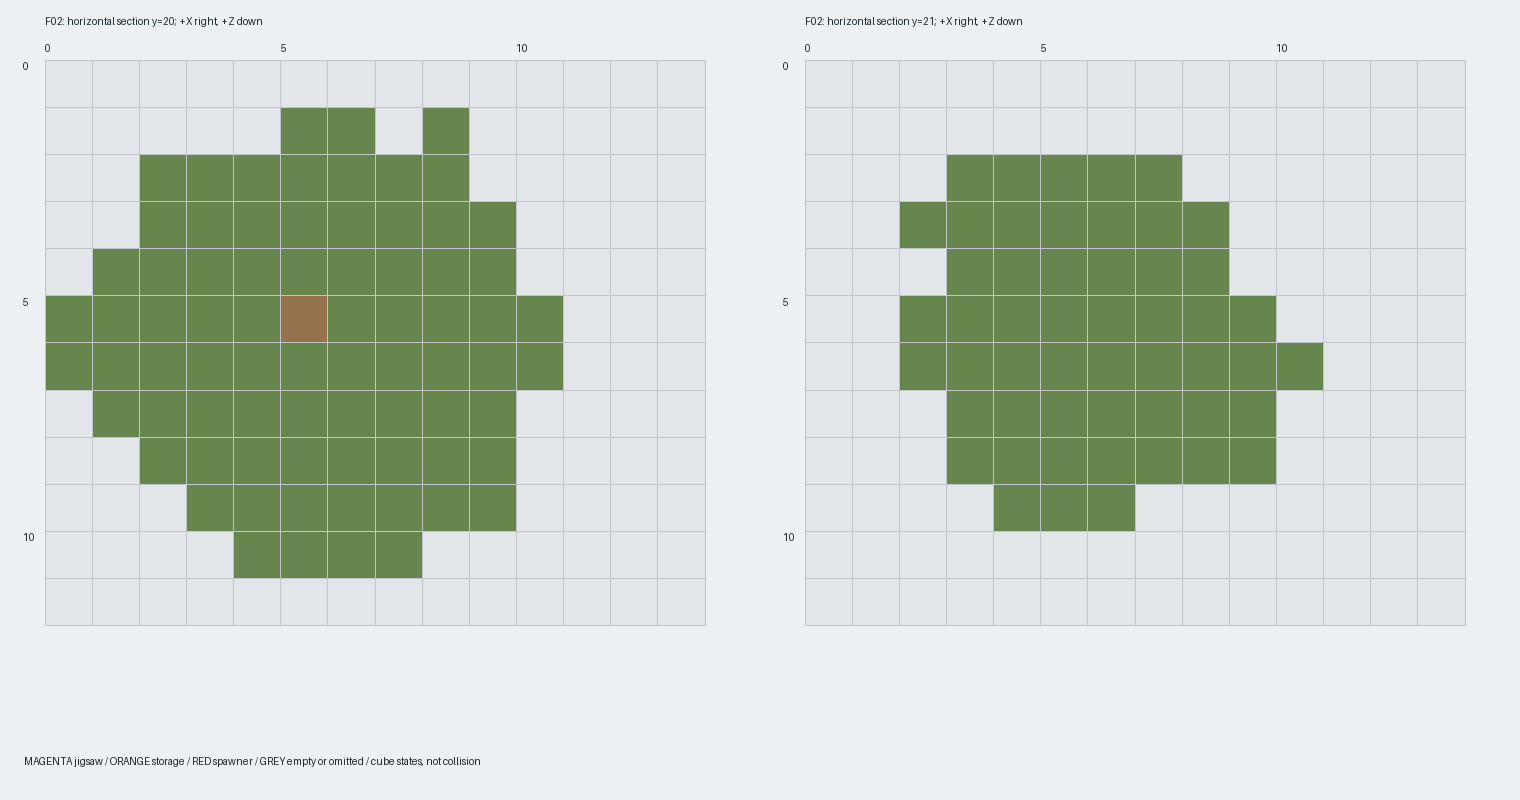 F02: horizontal section y=20; +X right, +Z down
F02: horizontal section y=21; +X right, +Z down
0 5 10
0 5 10
0
0
5
5
10
10
MAGENTA jigsaw / ORANGE storage / RED spawner / GREY empty or omitted / cube states, not collision